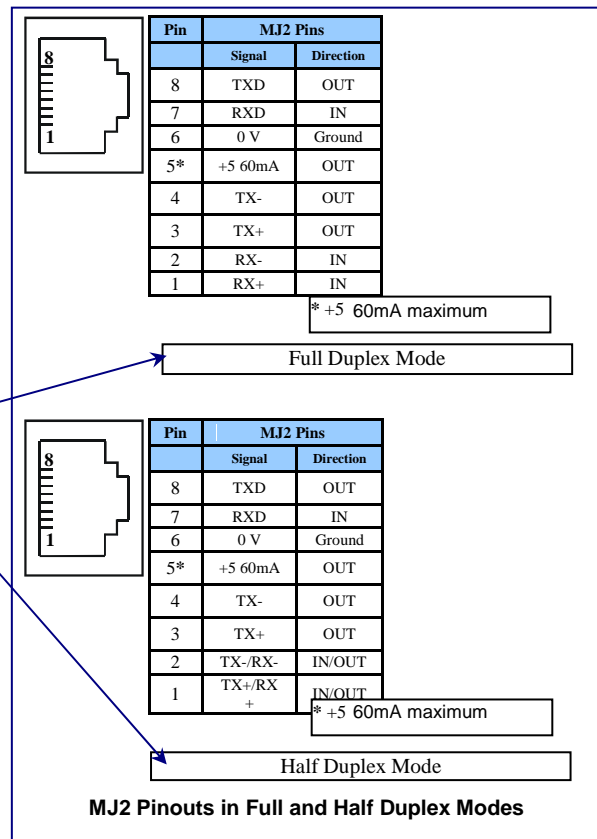 8
1
Pin MJ2 Pins
Signal Direction
8 TXD OUT
7 RXD IN
6 0 V Ground
5* +5 60mA OUT
4 TX- OUT
3 TX+ OUT
2 RX- IN
1 RX+ IN
* +5 60mA maximum
Full Duplex Mode
8
1
Pin MJ2 Pins
Signal Direction
8 TXD OUT
7 RXD IN
6 0 V Ground
5* +5 60mA OUT
4 TX- OUT
3 TX+ OUT
2 TX-/RX- IN/OUT
1 TX+/RX IN/OUT
+
* +5 60mA maximum
Half Duplex Mode
MJ2 Pinouts in Full and Half Duplex Modes